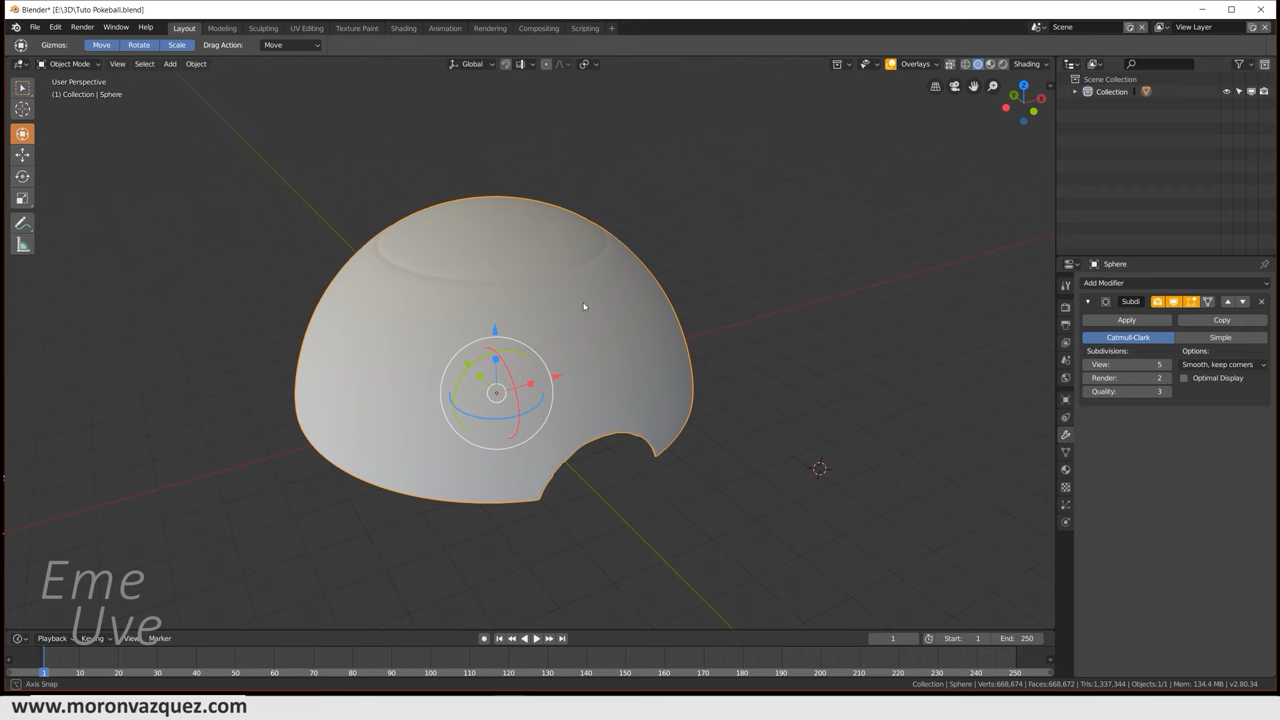 Blender* [E:\3D\Tuto Pokeball.blend]
File Edit Render Window Help Layout Modeling Sculpting UV Editing Texture Paint Shading Animation Rendering Compositing Scripting + Scene View Layer
Gizmos: Move Rotate Scale Drag Action: Move
Object Mode View Select Add Object Global Overlays Shading
User Perspective
(1) Collection | Sphere
Z
Y
X
Scene Collection
Collection
Sphere
Add Modifier
Subdi
Apply Copy
Catmull-Clark Simple
Subdivisions: Options:
View: 5 Smooth, keep corners
Render: 2 Optimal Display
Quality: 3
Eme
Uve
Playback Keying View Marker 1 Start: 1 End: 250
1 10 20 30 40 50 60 70 80 90 100 110 120 130 140 150 160 170 180 190 200 210 220 230 240 250
Axis Snap
Collection | Sphere | Verts:668,674 | Faces:668,672 | Tris:1,337,344 | Objects:1/1 | Mem: 134.4 MB | v2.80.34
www.moronvazquez.com